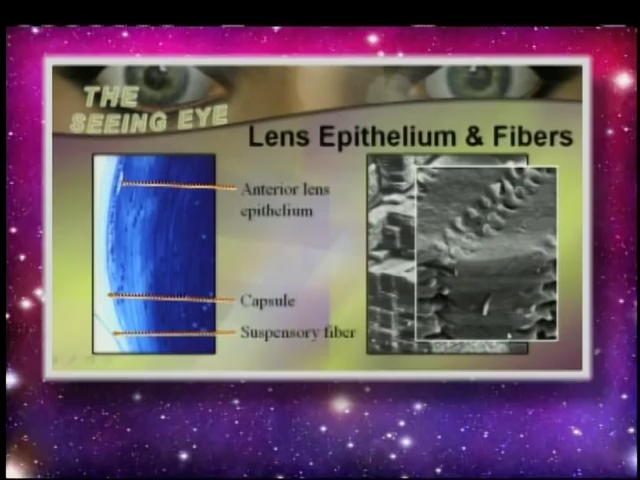 THE
SEEING EYE
Lens Epithelium & Fibers
Anterior lens
epithelium
Capsule
Suspensory fiber